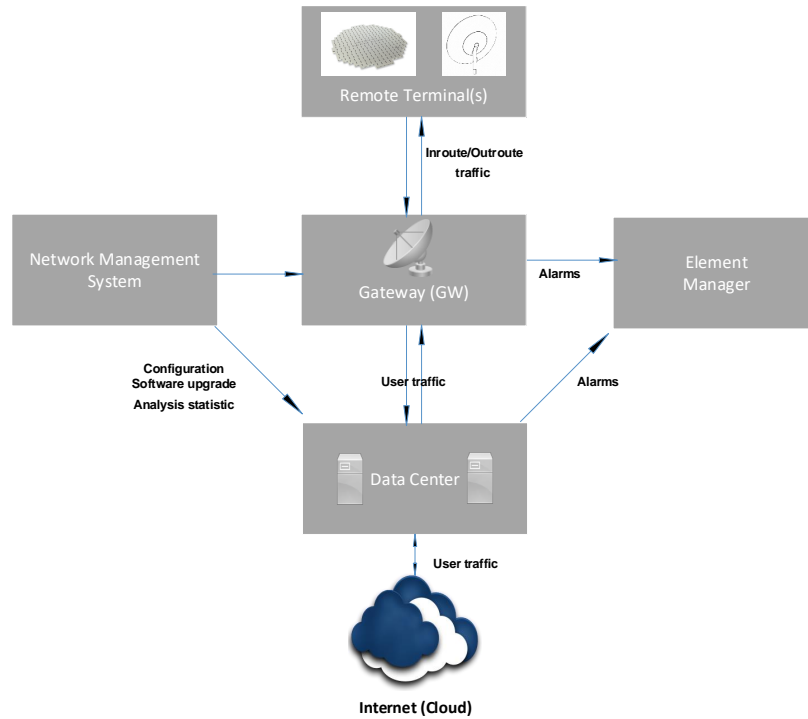 Remote Terminal(s)
Inroute/Outroute
traffic
Network Management
System
Gateway (GW)
Alarms
Element
Manager
Configuration
Software upgrade
Analysis statistic
User traffic
Alarms
Data Center
User traffic
Internet (Cloud)